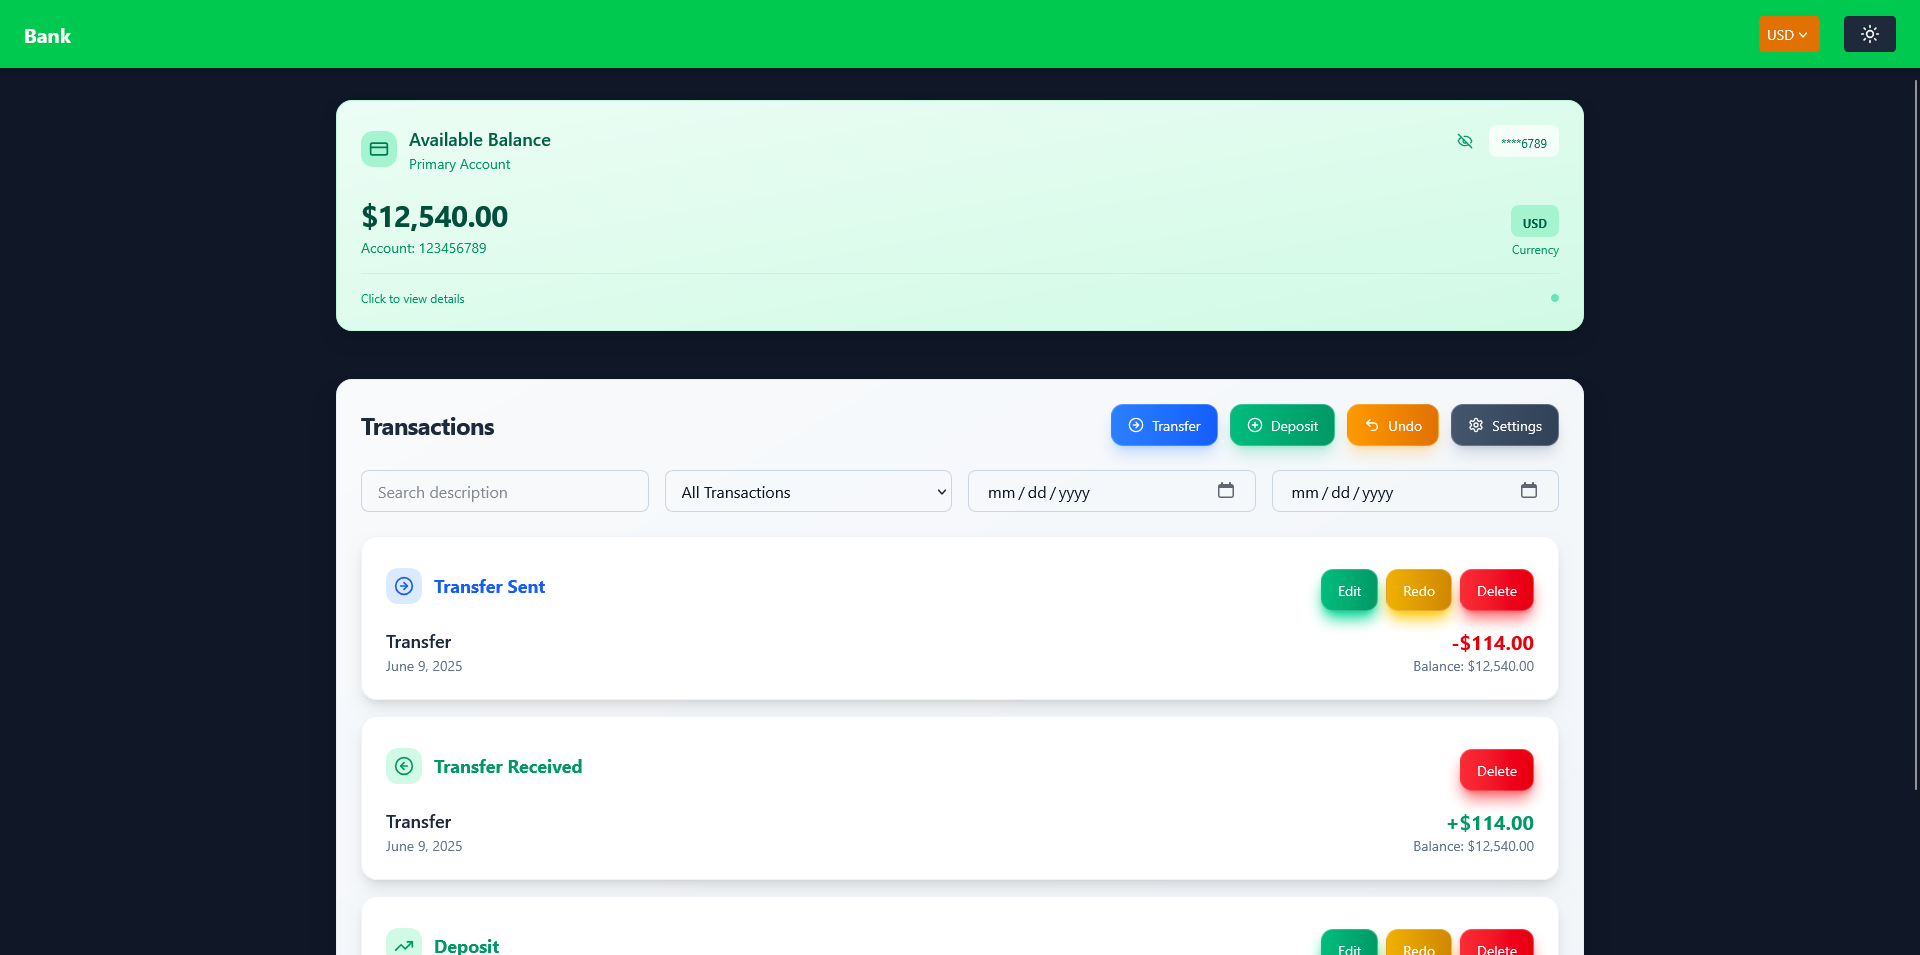 Bank
USD
Available Balance
Primary Account
****6789
$12,540.00
Account: 123456789
USD
Currency
Click to view details
Transactions
Transfer
Deposit
Undo
Settings
Search description
All Transactions
mm/dd/yyyy
mm/dd/yyyy
Transfer Sent
Edit
Redo
Delete
Transfer
June 9, 2025
-$114.00
Balance: $12,540.00
Transfer Received
Delete
Transfer
June 9, 2025
+$114.00
Balance: $12,540.00
Deposit
Edit
Redo
Delete